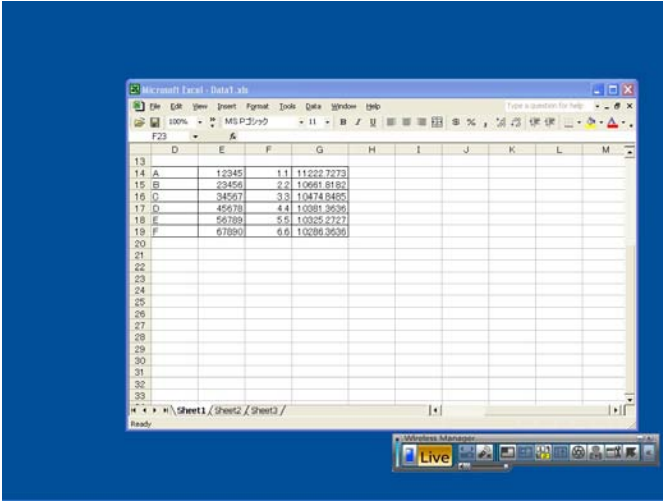 Microsoft Excel - Data1.xls
File Edit View Insert Format Tools Data Window Help Type a question for help
100% MS Pゴシック 11 B I U $ % ,
F23 fx
D E F G H I J K L M
13
14 A 12345 1.1 11222.7273
15 B 23456 2.2 10661.8182
16 C 34567 3.3 10474.8485
17 D 45678 4.4 10381.3636
18 E 56789 5.5 10325.2727
19 F 67890 6.6 10286.3636
20
21
22
23
24
25
26
27
28
29
30
31
32
33
Sheet1 / Sheet2 / Sheet3 /
Ready
Wireless Manager
Live